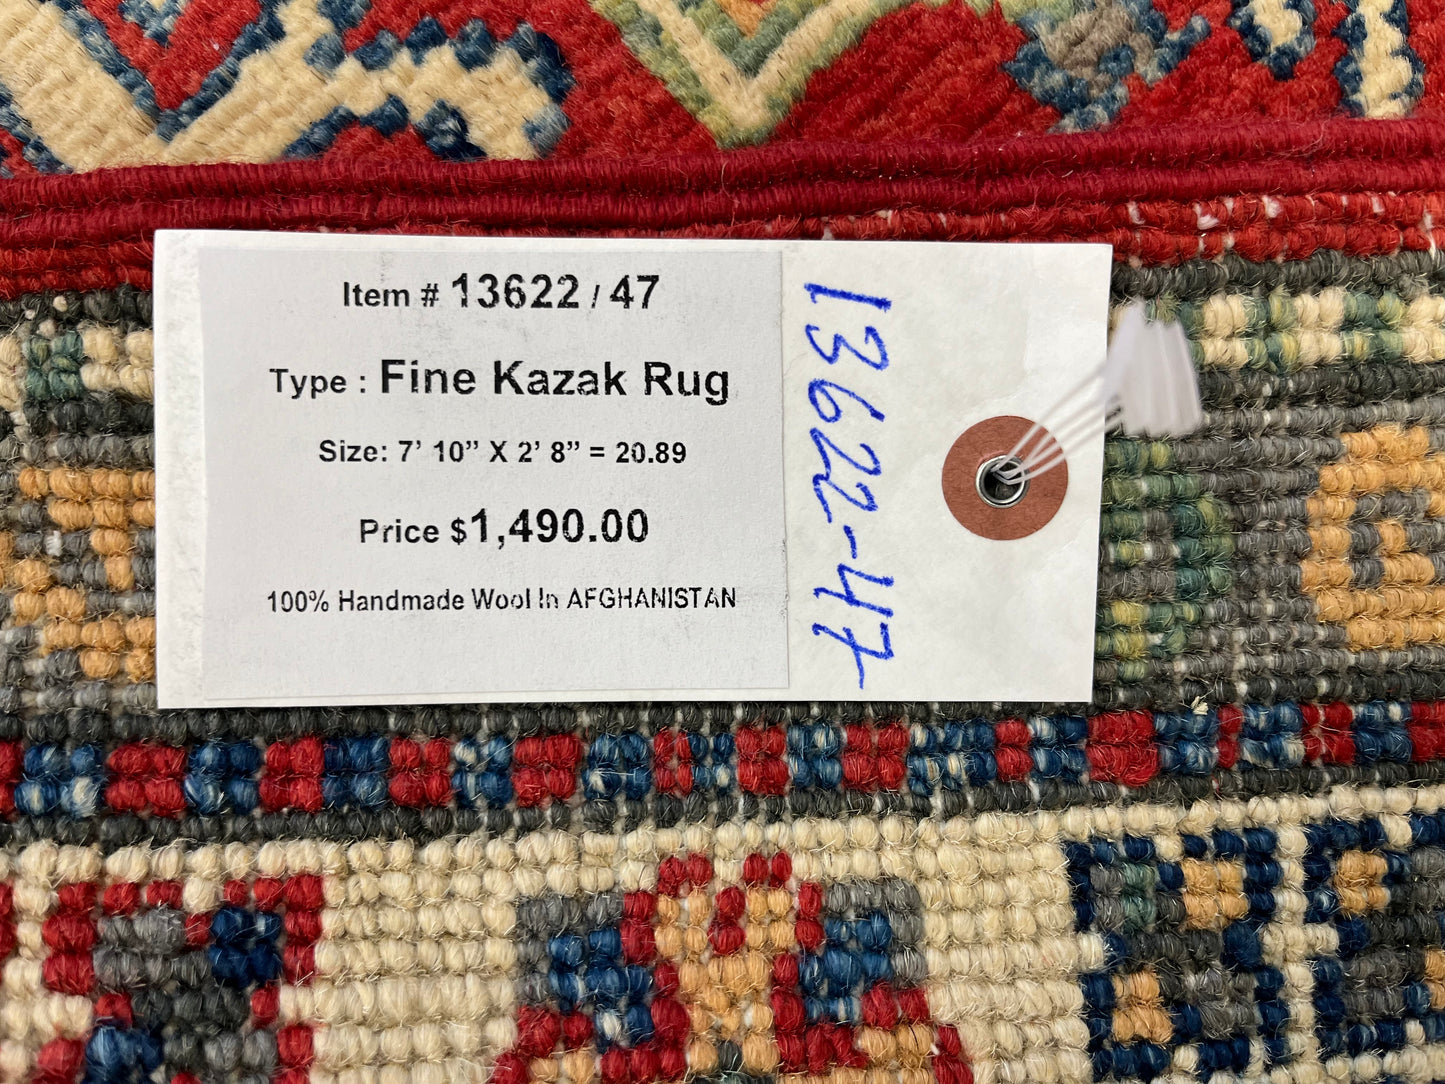 Item # 13622 / 47
Type : Fine Kazak Rug
Size: 7’ 10” X 2’ 8” = 20.89
Price $1,490.00
100% Handmade Wool In AFGHANISTAN
13622-47